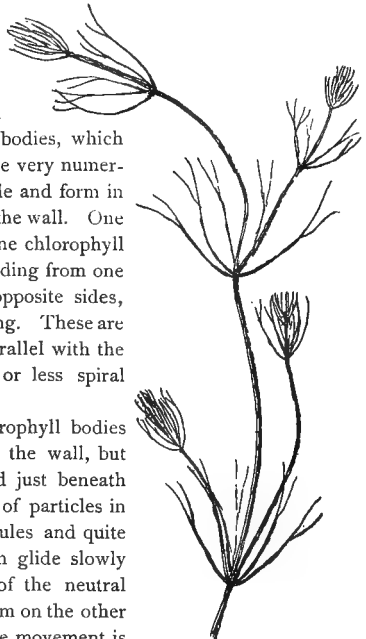 bodies, which
e very numer-
le and form in
the wall. One
ne chlorophyll
ding from one
opposite sides,
ng. These are
rallel with the
or less spiral
rophyll bodies
the wall, but
d just beneath
of particles in
ules and quite
n glide slowly
of the neutral
m on the other
e movement is